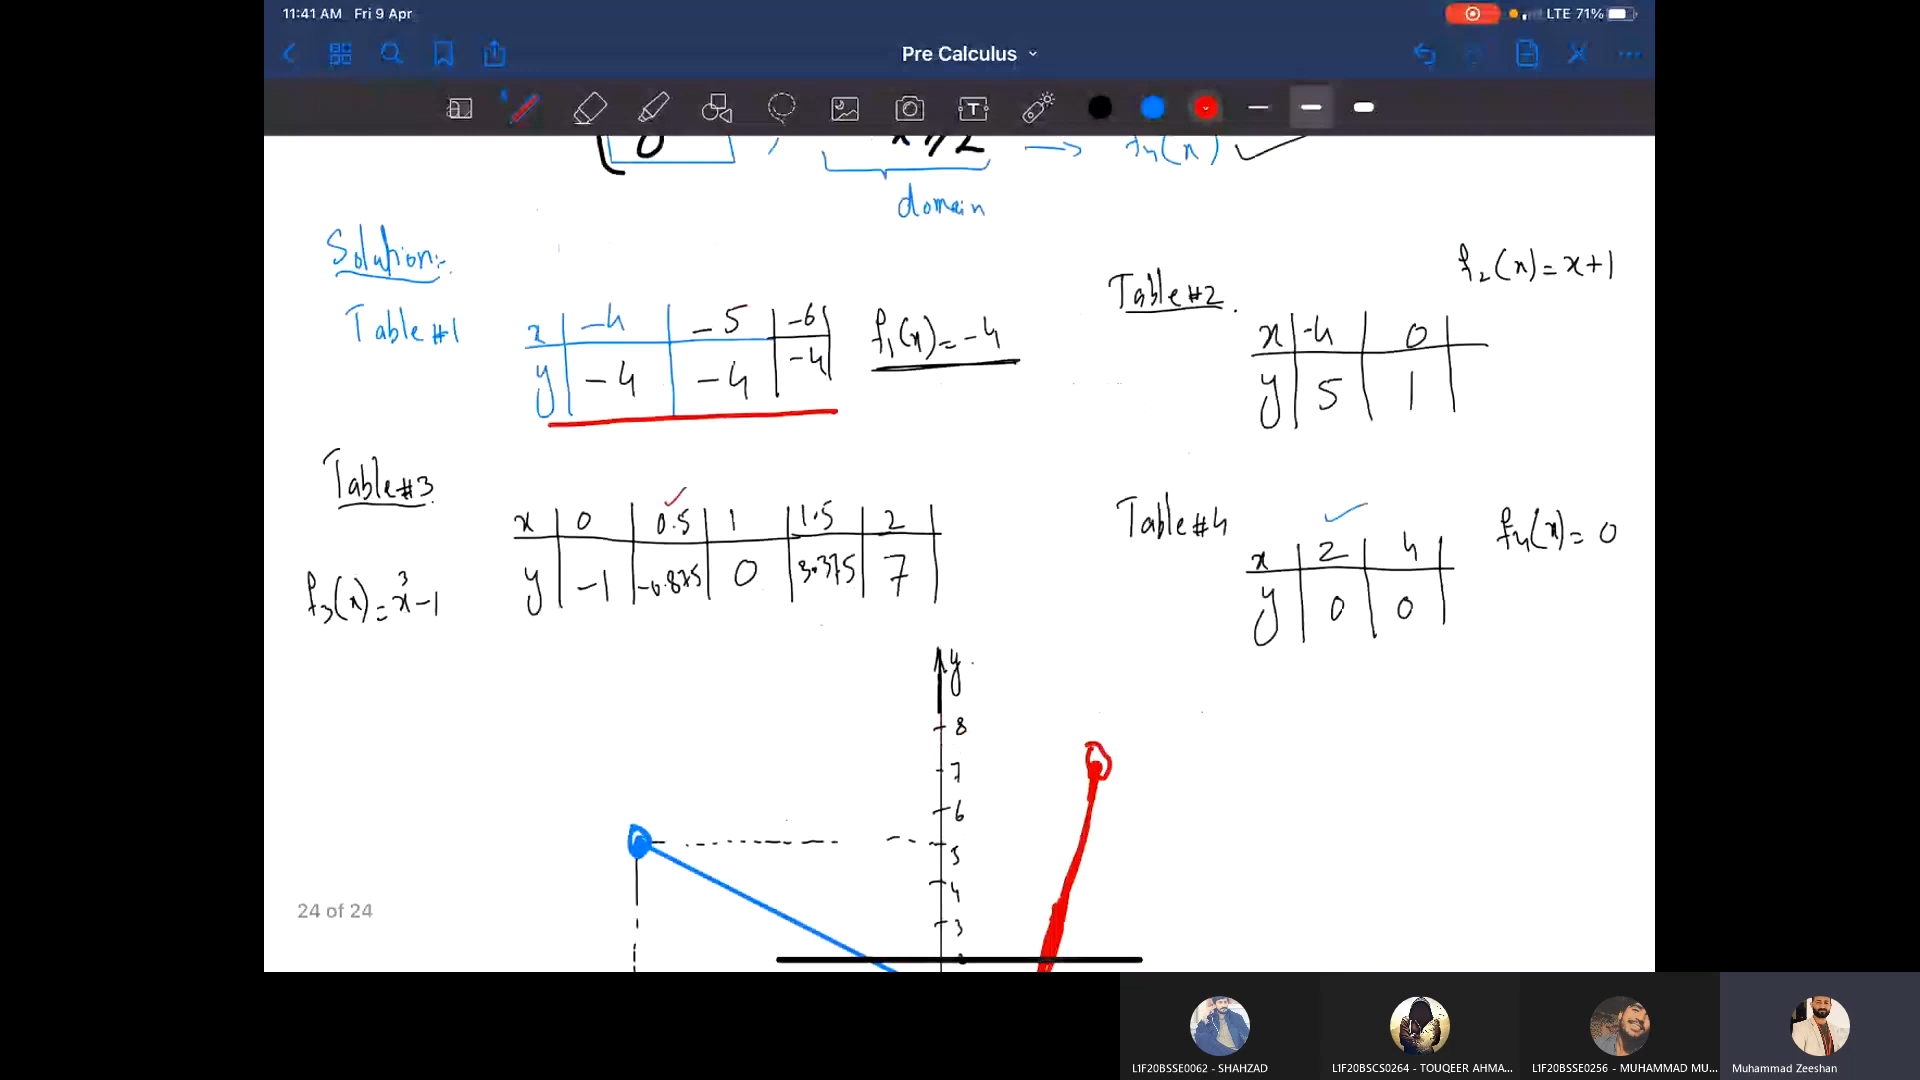 11:41 AM Fri 9 Apr
LTE 71%
Pre Calculus
T
0 , x ≥ 2 → f4(x)
domain
Solution:-
Table #1
x -4 -5 -6
y -4 -4 -4
f1(x) = -4
Table #2.
f2(x) = x+1
x -4 0
y 5 1
Table #3
x 0 0.5 1 1.5 2
y -1 -0.875 0 3.375 7
f3(x) = x³-1
Table #4
x 2 4
y 0 0
f4(x) = 0
y
8
7
6
5
4
3
24 of 24
L1F20BSSE0062 - SHAHZAD
L1F20BSCS0264 - TOUQEER AHMA...
L1F20BSSE0256 - MUHAMMAD MU...
Muhammad Zeeshan